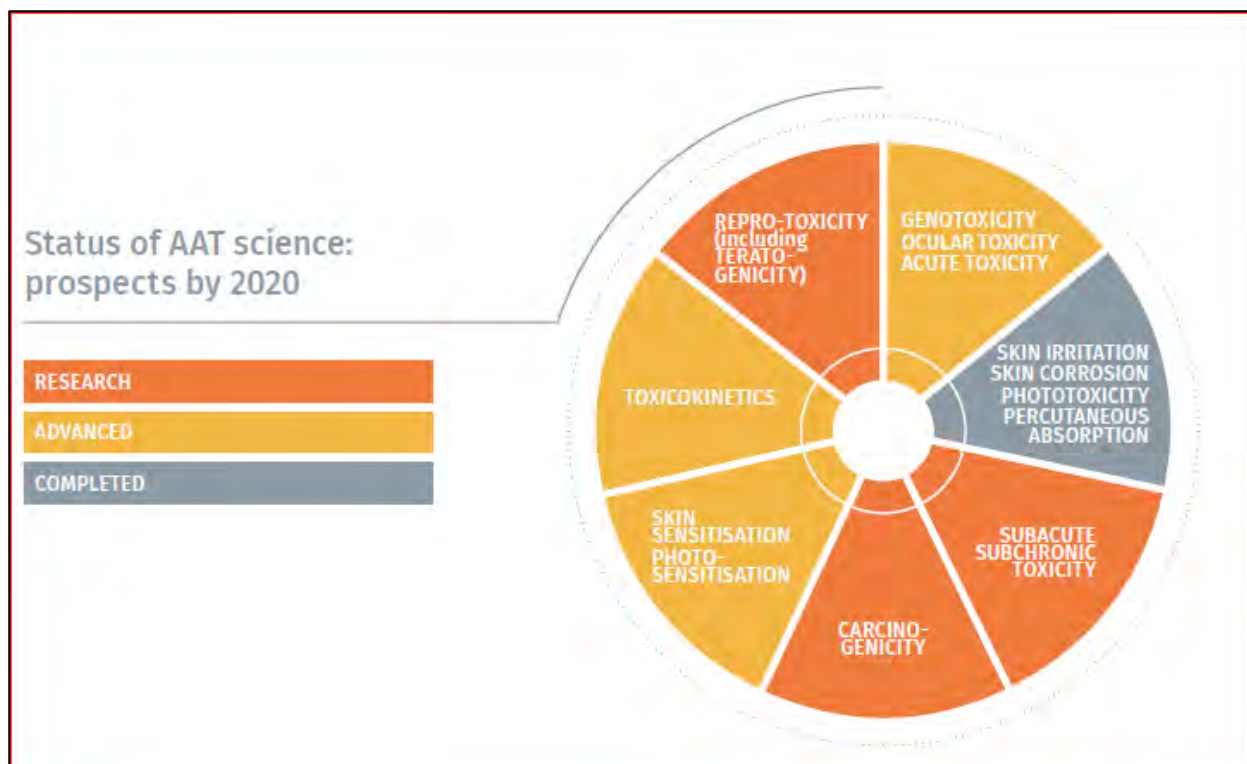 Status of AAT science:
prospects by 2020
RESEARCH
ADVANCED
COMPLETED
REPRO-TOXICITY
(including
TERATO-
GENICITY)
GENOTOXICITY
OCULAR TOXICITY
ACUTE TOXICITY
SKIN IRRITATION
SKIN CORROSION
PHOTOTOXICITY
PERCUTANEOUS
ABSORPTION
SUBACUTE
SUBCHRONIC
TOXICITY
CARCINO-
GENICITY
SKIN
SENSITISATION
PHOTO-
SENSITISATION
TOXICOKINETICS